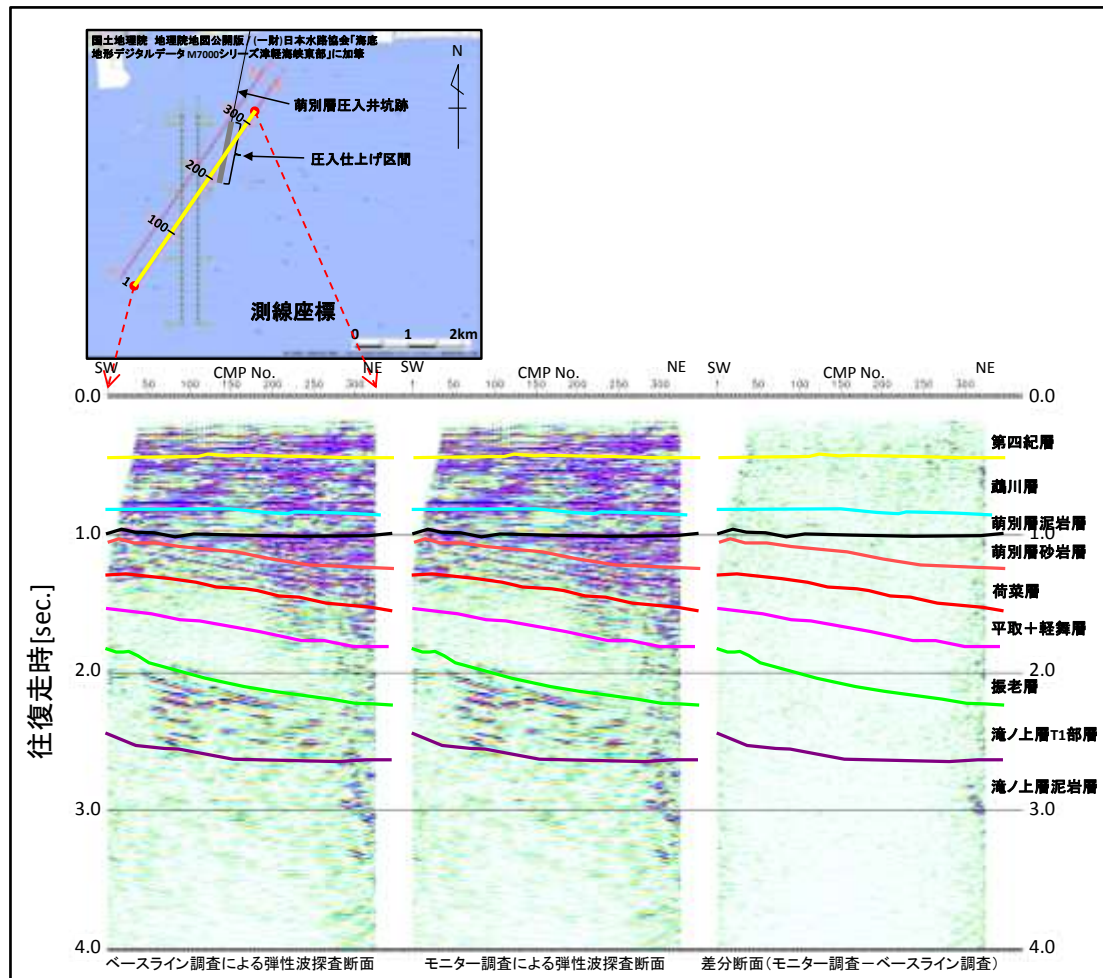 国土地理院 地理院地図公開版 / (一財)日本水路協会「海底
地形デジタルデータ M7000シリーズ津軽海峡東部」に加筆
N
萌別層圧入井坑跡
圧入仕上げ区間
300
200
100
1
測線座標
0 1 2km
SW CMP No. NE
50 100 150 200 250 300
SW CMP No. NE
1 50 100 150 200 250 300
SW CMP No. NE
1 50 100 150 200 250 300
0.0 0.0
第四紀層
鵡川層
萌別層泥岩層
1.0 1.0
萌別層砂岩層
荷菜層
平取+軽舞層
2.0 2.0
振老層
滝ノ上層T1部層
滝ノ上層泥岩層
3.0 3.0
4.0 4.0
往復走時[sec.]
ベースライン調査による弾性波探査断面
モニター調査による弾性波探査断面
差分断面(モニター調査ーベースライン調査)